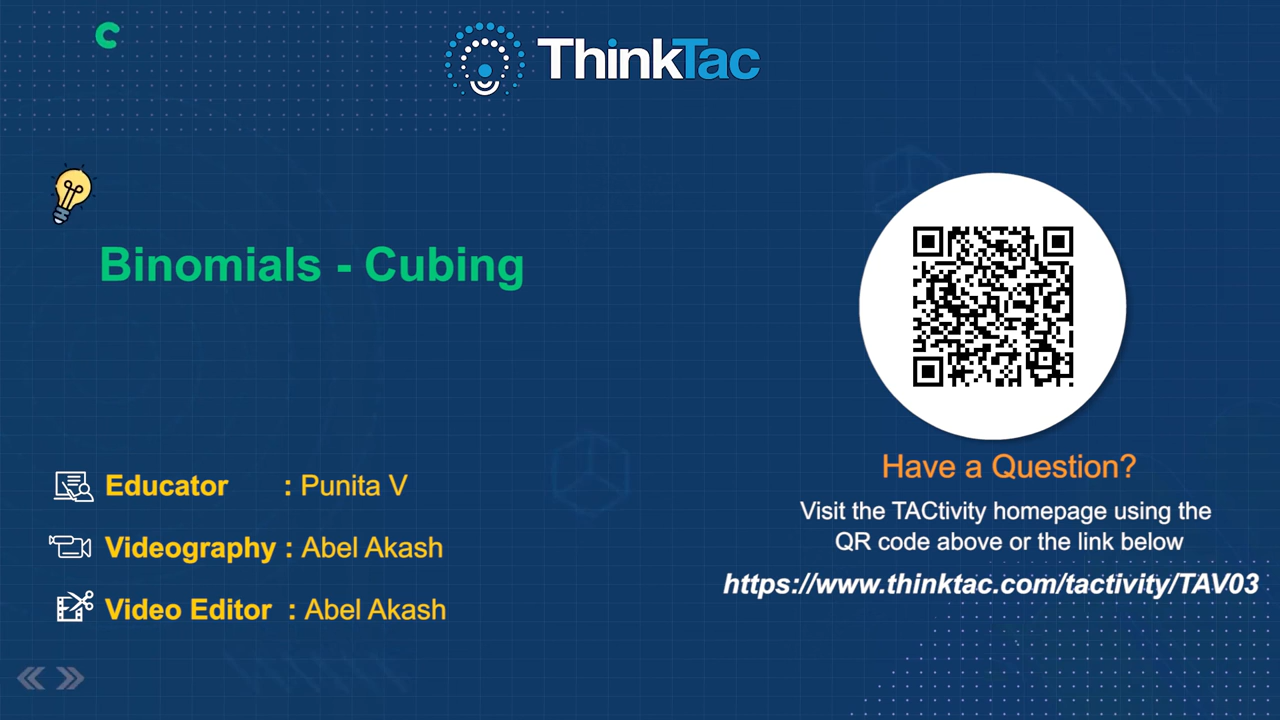 ThinkTac
Binomials - Cubing
Educator : Punita V
Videography : Abel Akash
Video Editor : Abel Akash
Have a Question?
Visit the TACtivity homepage using the
QR code above or the link below
https://www.thinktac.com/tactivity/TAV03